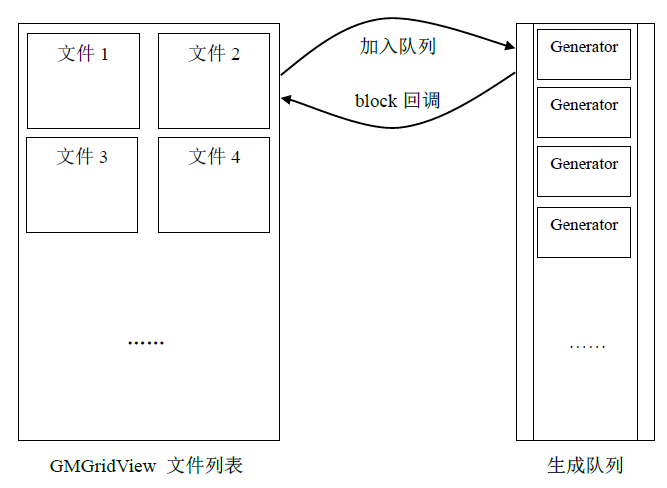 文件 1
文件 2
文件 3
文件 4
……
GMGridView 文件列表
加入队列
block 回调
Generator
Generator
Generator
Generator
……
生成队列